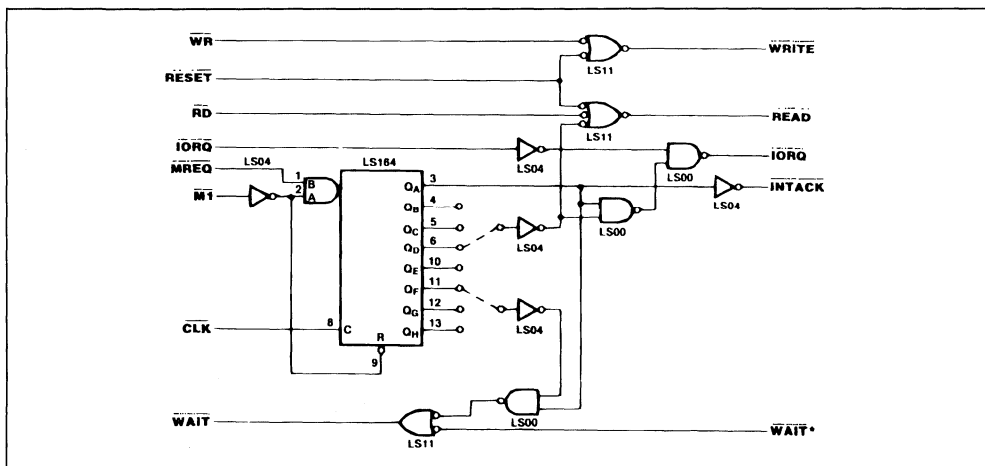 WR
WRITE
LS11
RESET
RD
READ
LS11
IORQ
LS04
IORQ
LS00
MREQ
LS04
LS164
1
B
2
A
M1
QA 3
INTACK
LS04
QB 4
QC 5
LS00
QD 6
LS04
QE 10
QF 11
QG 12
LS04
QH 13
CLK
8
C
R
9
WAIT
LS11
LS00
WAIT*